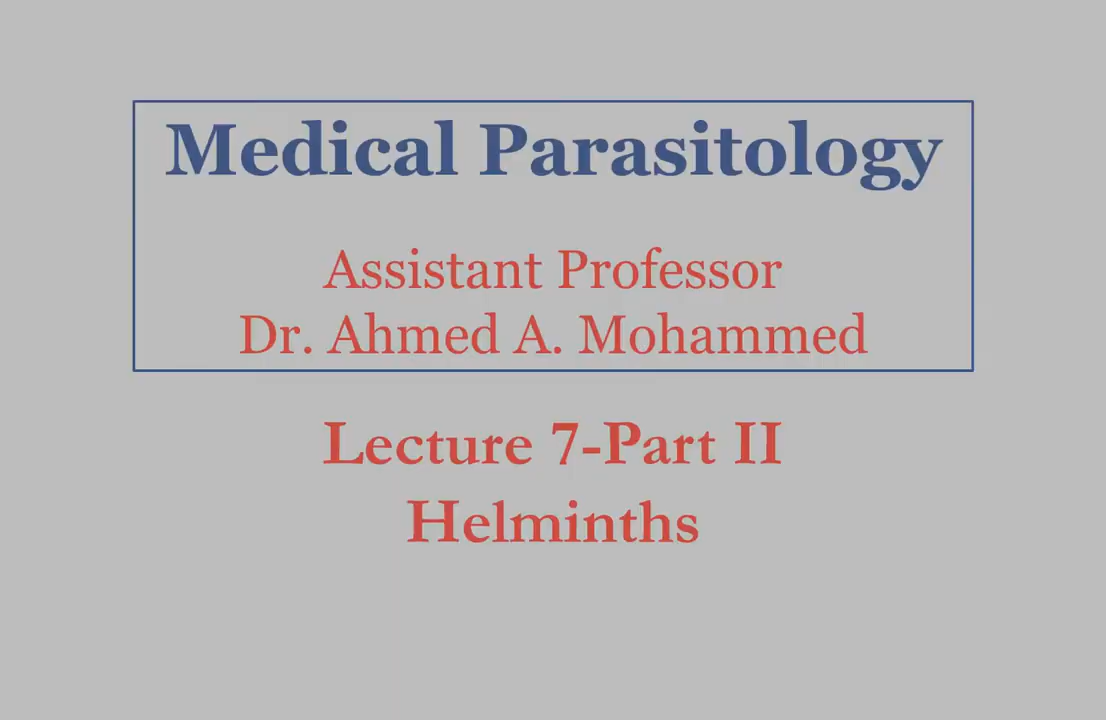 Medical Parasitology
Assistant Professor
Dr. Ahmed A. Mohammed
Lecture 7-Part II
Helminths